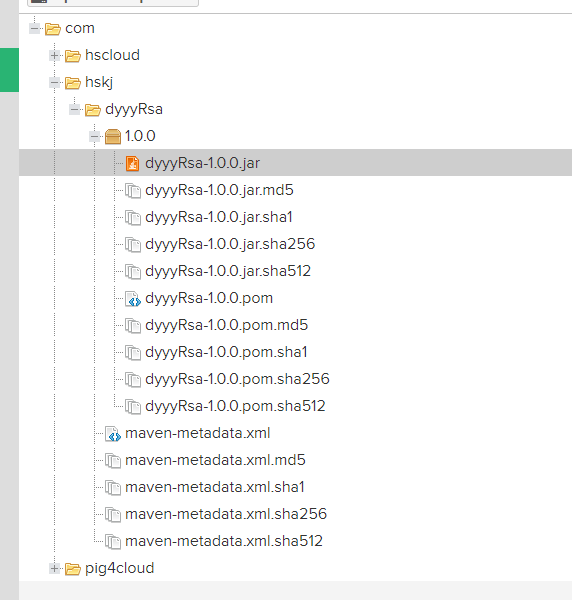 com
hscloud
hskj
dyyyRsa
1.0.0
dyyyRsa-1.0.0.jar
dyyyRsa-1.0.0.jar.md5
dyyyRsa-1.0.0.jar.sha1
dyyyRsa-1.0.0.jar.sha256
dyyyRsa-1.0.0.jar.sha512
dyyyRsa-1.0.0.pom
dyyyRsa-1.0.0.pom.md5
dyyyRsa-1.0.0.pom.sha1
dyyyRsa-1.0.0.pom.sha256
dyyyRsa-1.0.0.pom.sha512
maven-metadata.xml
maven-metadata.xml.md5
maven-metadata.xml.sha1
maven-metadata.xml.sha256
maven-metadata.xml.sha512
pig4cloud